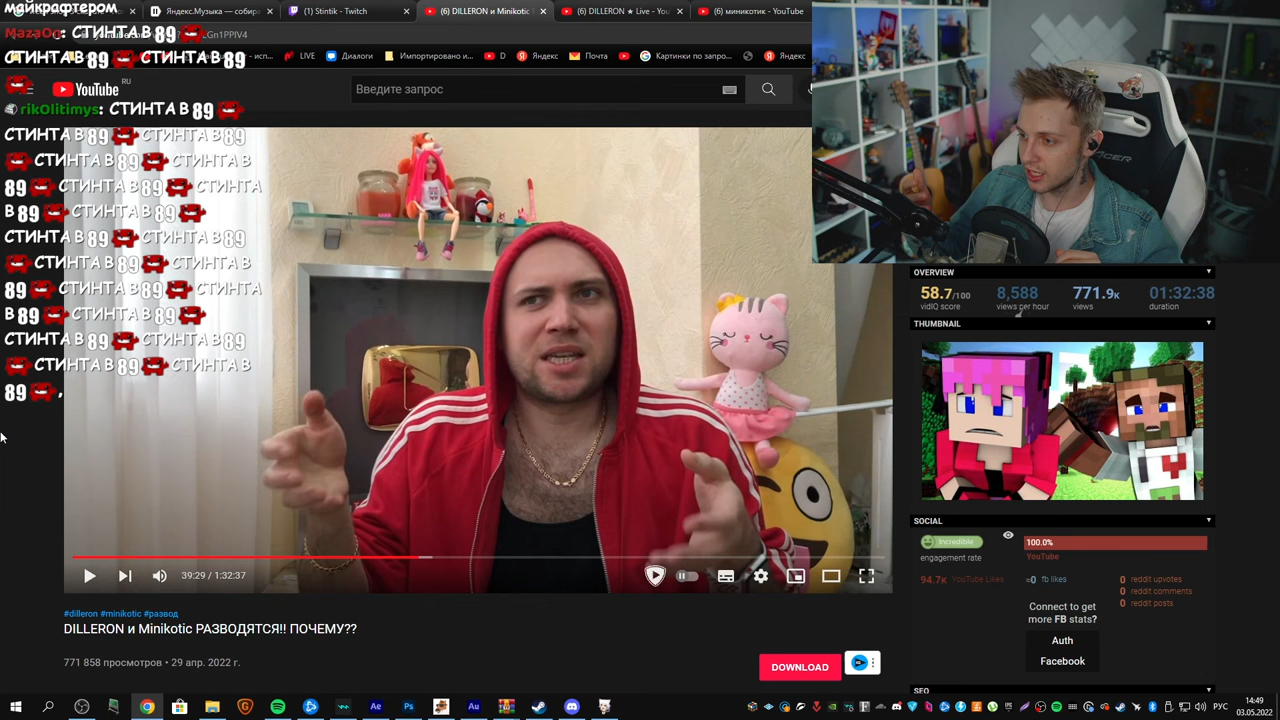 майкрафтером
Яндекс.Музыка — собира
(1) Stintik - Twitch
(6) DILLERON и Minikotic
(6) DILLERON ★ Live - You
(6) миникотик - YouTube
MazaOn: СТИНТА В 89
Gn1PPlV4
СТИНТА В 89 СТИНТА В 89
LIVE
Диалоги
Импортировано и...
D
Яндекс
Почта
Картинки по запро...
Яндекс
YouTube RU
Введите запрос
rikOlitimys: СТИНТА В 89
СТИНТА В 89 СТИНТА В 89
СТИНТА В 89 СТИНТА В
89 СТИНТА В 89 СТИНТА
В 89 СТИНТА В 89
СТИНТА В 89 СТИНТА В 89
СТИНТА В 89 СТИНТА В
89 СТИНТА В 89 СТИНТА
В 89 СТИНТА В 89
СТИНТА В 89 СТИНТА В 89
СТИНТА В 89 СТИНТА В
89 ,
OVERVIEW
58.7/100 8,588 771.9K 01:32:38
vidIQ score views per hour views duration
THUMBNAIL
SOCIAL
Incredible 100.0%
engagement rate YouTube
94.7K YouTube Likes ≈0 fb likes 0 reddit upvotes
0 reddit comments
0 reddit posts
Connect to get
more FB stats?
Auth
Facebook
SEO
39:29 / 1:32:37
#dilleron #minikotic #развод
DILLERON и Minikotic РАЗВОДЯТСЯ!! ПОЧЕМУ??
771 858 просмотров • 29 апр. 2022 г.
DOWNLOAD
РУС
14:49
03.05.2022